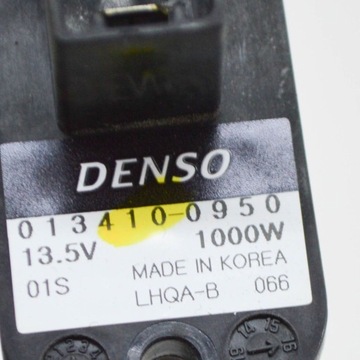 DENSO
013410-0950
13.5V 1000W
MADE IN KOREA
01S LHQA-B 066